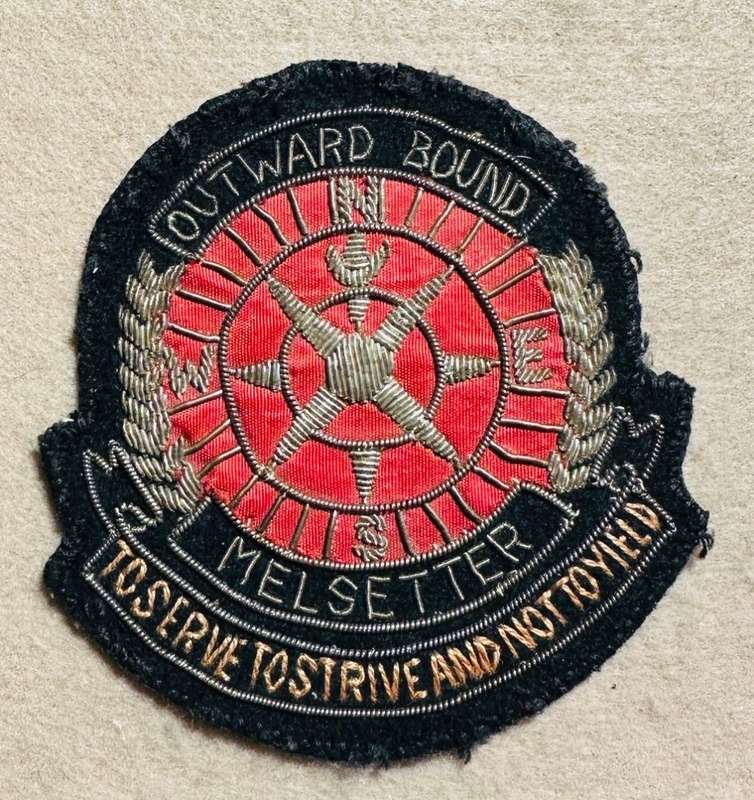 OUTWARD BOUND
N
W E
S
MELSETTER
TO SERVE TO STRIVE AND NOT TO YIELD